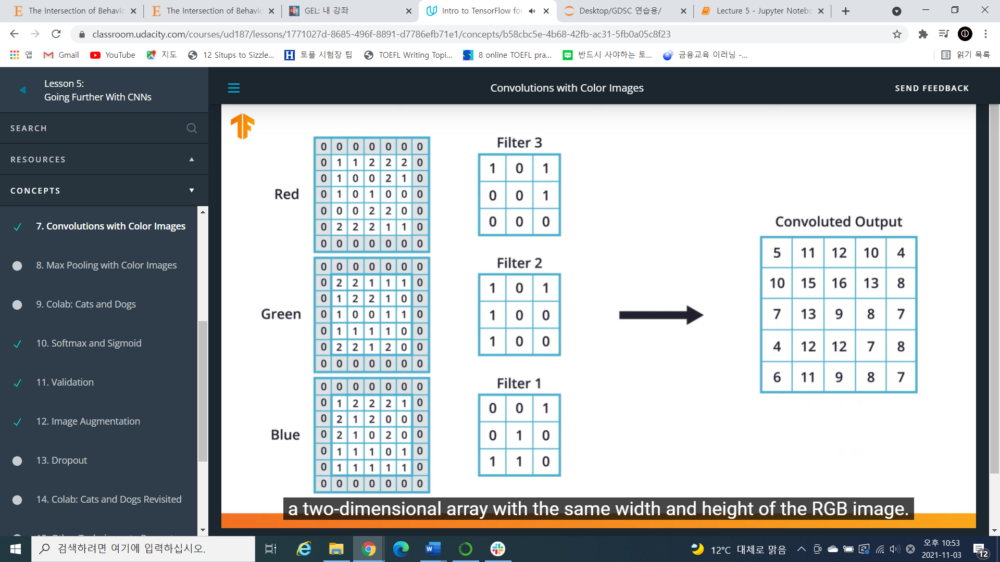 The Intersection of Behavio
The Intersection of Behavio
GEL: 내 강좌
Intro to TensorFlow for
Desktop/GDSC 연습용/
Lecture 5 - Jupyter Notebo
classroom.udacity.com/courses/ud187/lessons/1771027d-8685-496f-8891-d7786efb71e1/concepts/b58cbc5e-4b68-42fb-ac31-5fb0a05c8f23
앱
Gmail
YouTube
지도
12 Situps to Sizzle...
토플 시험장 팁
TOEFL Writing Topi...
8 online TOEFL pra...
반드시 사야하는 토...
금융교육 이러닝 -...
읽기 목록
Lesson 5:
Going Further With CNNs
SEARCH
RESOURCES
CONCEPTS
7. Convolutions with Color Images
8. Max Pooling with Color Images
9. Colab: Cats and Dogs
10. Softmax and Sigmoid
11. Validation
12. Image Augmentation
13. Dropout
14. Colab: Cats and Dogs Revisited
Convolutions with Color Images
SEND FEEDBACK
Red
0 0 0 0 0 0 0
0 1 1 2 2 2 0
0 1 0 0 2 1 0
0 1 0 1 0 0 0
0 0 0 2 2 0 0
0 2 2 2 1 1 0
0 0 0 0 0 0 0
Filter 3
1 0 1
0 0 1
0 0 0
Green
0 0 0 0 0 0 0
0 2 2 1 1 1 0
0 1 2 2 1 0 0
0 1 0 0 1 1 0
0 1 1 1 1 0 0
0 2 2 1 2 0 0
0 0 0 0 0 0 0
Filter 2
1 0 1
1 0 0
1 0 0
Blue
0 0 0 0 0 0 0
0 1 2 2 2 1 0
0 2 1 2 0 0 0
0 2 1 0 2 0 0
0 1 1 1 0 1 0
0 1 1 1 1 1 0
0 0 0 0 0 0 0
Filter 1
0 0 1
0 1 0
1 1 0
Convoluted Output
5 11 12 10 4
10 15 16 13 8
7 13 9 8 7
4 12 12 7 8
6 11 9 8 7
a two-dimensional array with the same width and height of the RGB image.
검색하려면 여기에 입력하십시오.
12°C 대체로 맑음
오후 10:53
2021-11-03
12